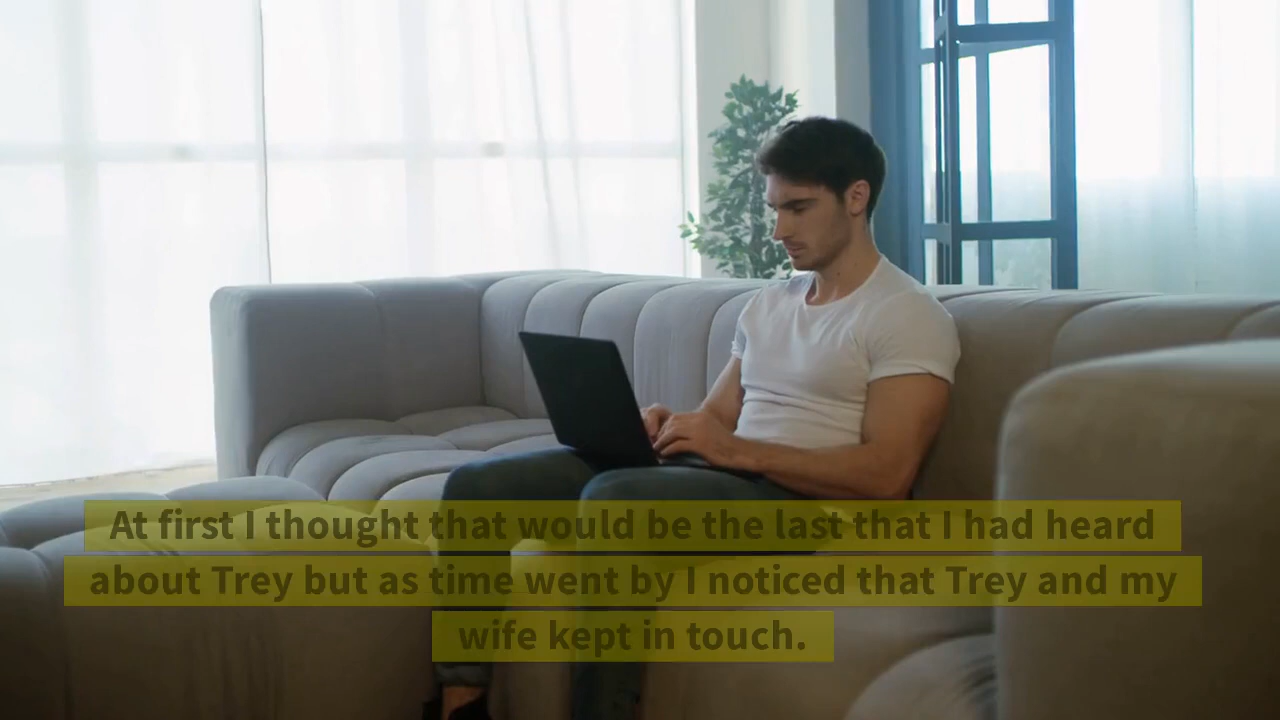 At first I thought that would be the last that I had heard
about Trey but as time went by I noticed that Trey and my
wife kept in touch.